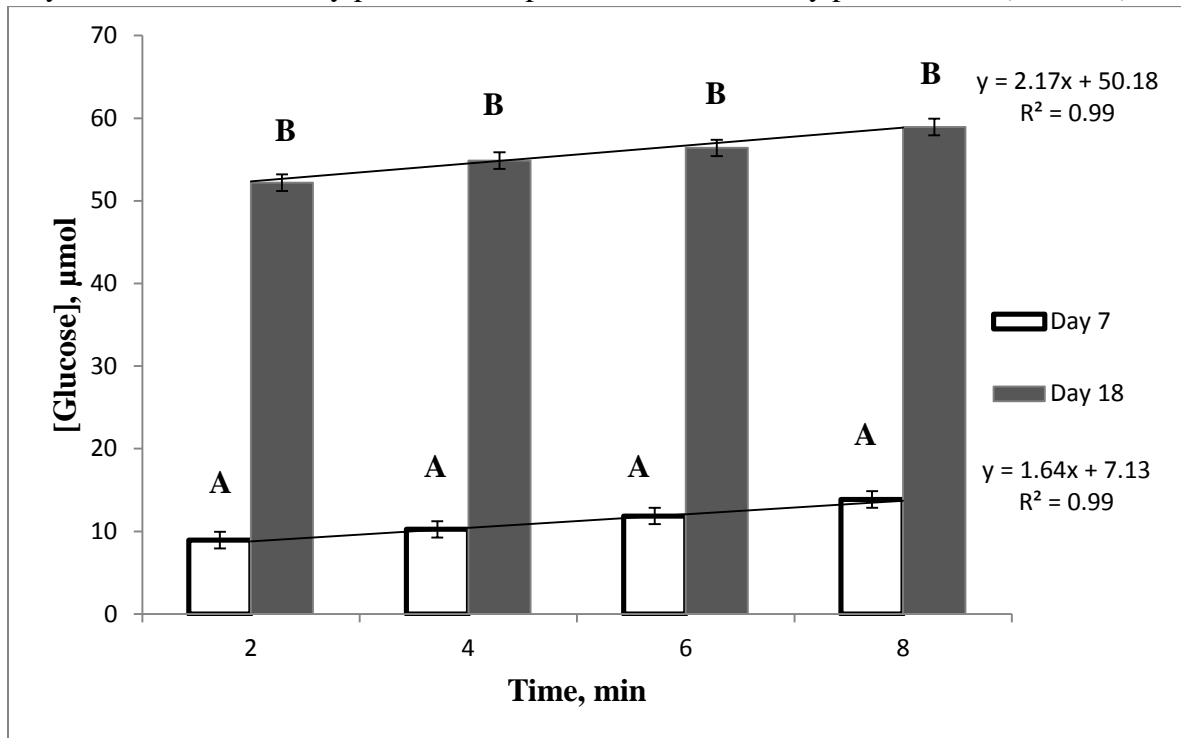 70
60
50
40
30
20
10
0
[Glucose], µmol
B
B
B
B
A
A
A
A
y = 2.17x + 50.18
R² = 0.99
Day 7
Day 18
y = 1.64x + 7.13
R² = 0.99
2 4 6 8
Time, min